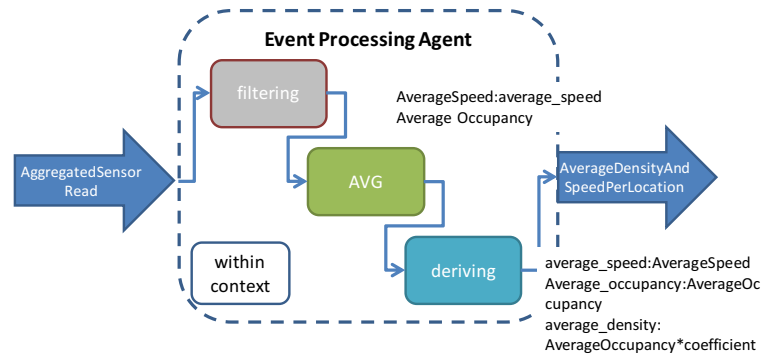 Event Processing Agent
filtering
AverageSpeed:average_speed
Average Occupancy
AggregatedSensor
Read
AVG
AverageDensityAnd
SpeedPerLocation
within
context
deriving
average_speed:AverageSpeed
Average_occupancy:AverageOc
cupancy
average_density:
AverageOccupancy*coefficient